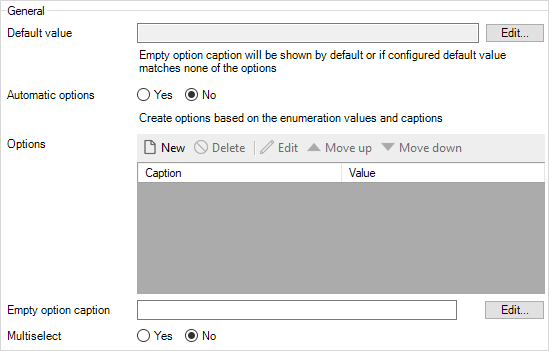 General
Default value Edit...
Empty option caption will be shown by default or if configured default value
matches none of the options
Automatic options Yes No
Create options based on the enumeration values and captions
Options New Delete Edit Move up Move down
Caption Value
Empty option caption Edit...
Multiselect Yes No